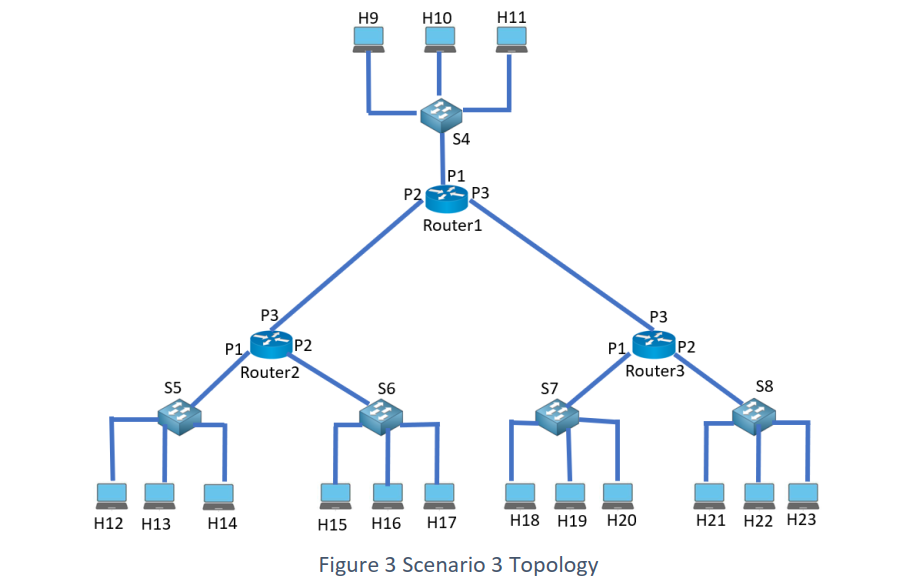 H9 H10 H11
S4
P1
P2 P3
Router1
P3 P3
P1 P2 P1 P2
Router2 Router3
S5 S6 S7 S8
H12 H13 H14 H15 H16 H17 H18 H19 H20 H21 H22 H23
Figure 3 Scenario 3 Topology